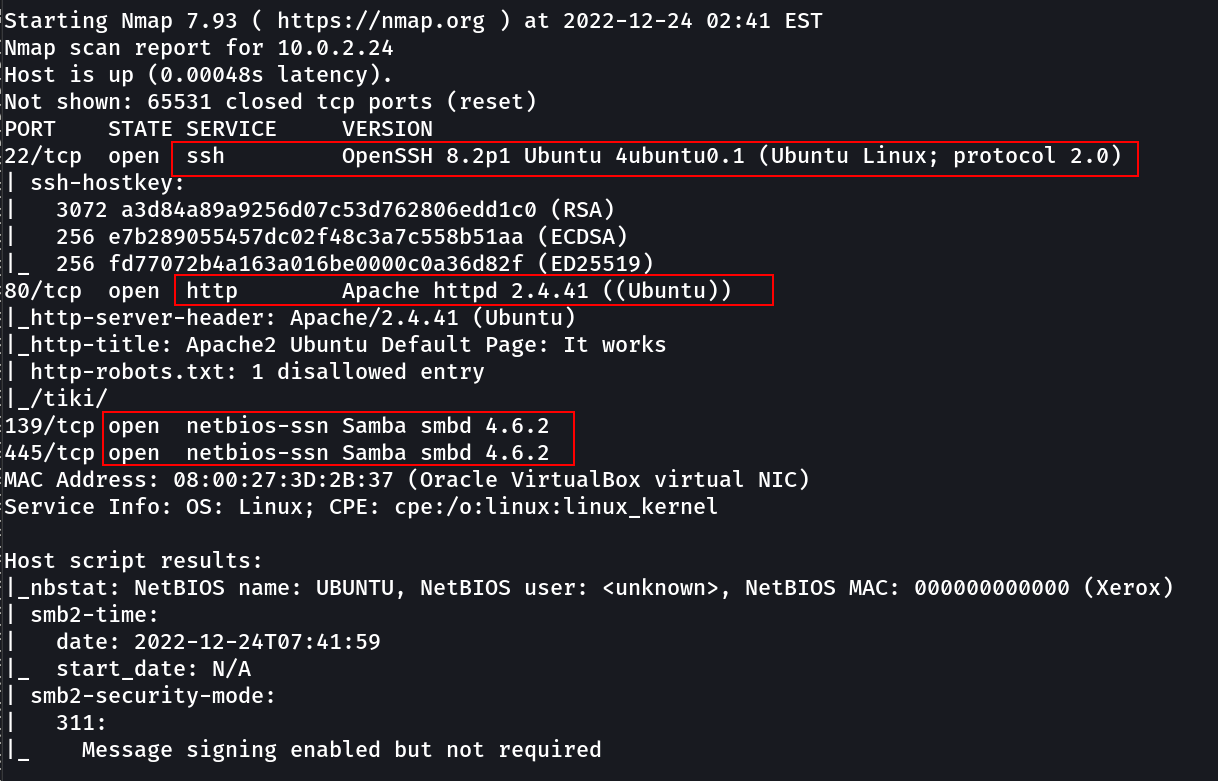 Starting Nmap 7.93 ( https://nmap.org ) at 2022-12-24 02:41 EST
Nmap scan report for 10.0.2.24
Host is up (0.00048s latency).
Not shown: 65531 closed tcp ports (reset)
PORT    STATE SERVICE     VERSION
22/tcp  open  ssh         OpenSSH 8.2p1 Ubuntu 4ubuntu0.1 (Ubuntu Linux; protocol 2.0)
| ssh-hostkey:
|   3072 a3d84a89a9256d07c53d762806edd1c0 (RSA)
|   256 e7b289055457dc02f48c3a7c558b51aa (ECDSA)
|_  256 fd77072b4a163a016be0000c0a36d82f (ED25519)
80/tcp  open  http        Apache httpd 2.4.41 ((Ubuntu))
|_http-server-header: Apache/2.4.41 (Ubuntu)
|_http-title: Apache2 Ubuntu Default Page: It works
| http-robots.txt: 1 disallowed entry
|_/tiki/
139/tcp open  netbios-ssn Samba smbd 4.6.2
445/tcp open  netbios-ssn Samba smbd 4.6.2
MAC Address: 08:00:27:3D:2B:37 (Oracle VirtualBox virtual NIC)
Service Info: OS: Linux; CPE: cpe:/o:linux:linux_kernel

Host script results:
|_nbstat: NetBIOS name: UBUNTU, NetBIOS user: <unknown>, NetBIOS MAC: 000000000000 (Xerox)
| smb2-time:
|   date: 2022-12-24T07:41:59
|_  start_date: N/A
| smb2-security-mode:
|   311:
|_    Message signing enabled but not required